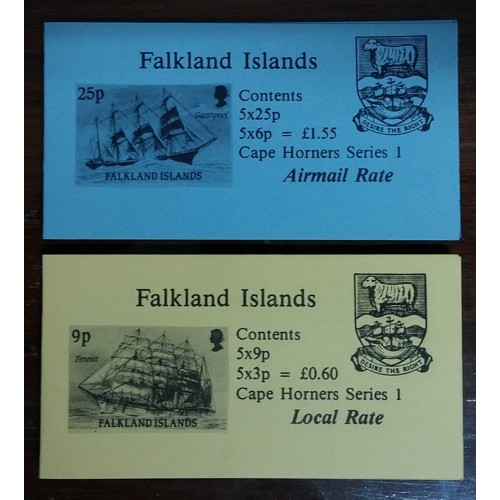 Falkland Islands
25p
Garthpool
FALKLAND ISLANDS
Contents
5x25p
5x6p = £1.55
Cape Horners Series 1
Airmail Rate
DESIRE THE RIGHT
Falkland Islands
9p
Fennia
FALKLAND ISLANDS
Contents
5x9p
5x3p = £0.60
Cape Horners Series 1
Local Rate
DESIRE THE RIGHT